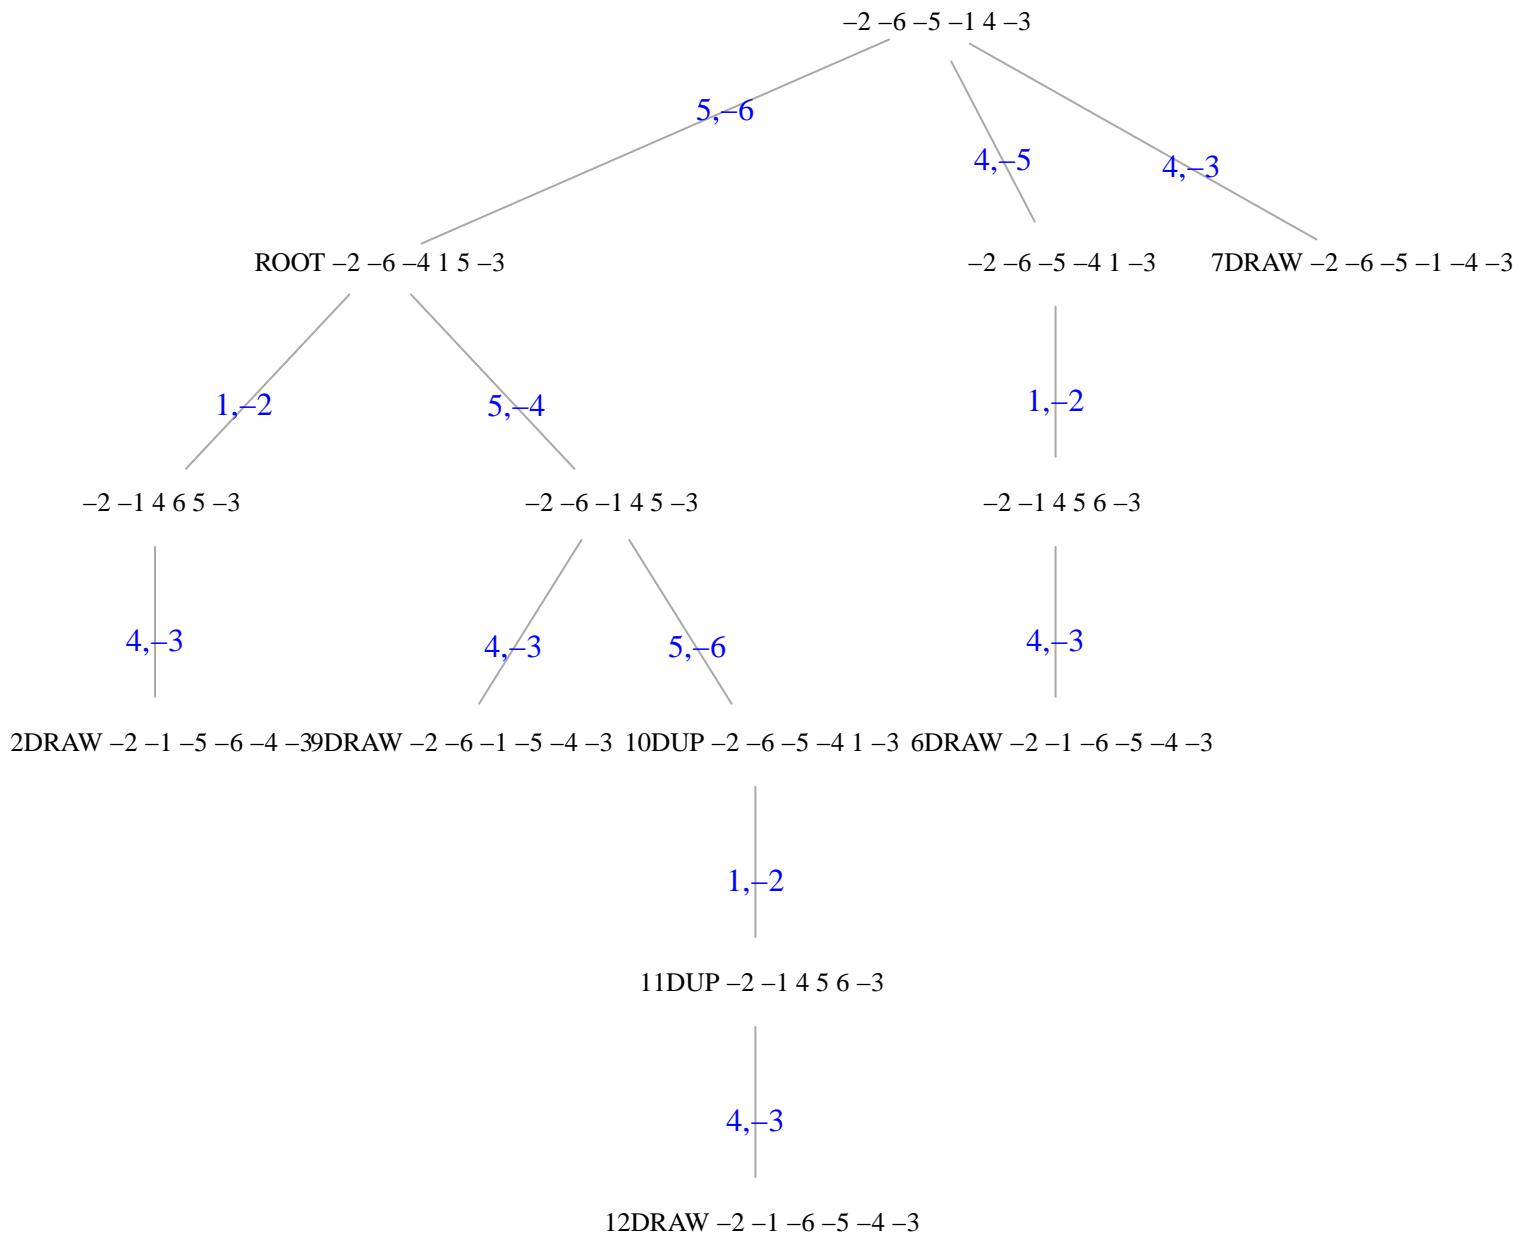 –2 –6 –5 –1 4 –3
5,–6
4,–5
4,–3
ROOT –2 –6 –4 1 5 –3
–2 –6 –5 –4 1 –3
7DRAW –2 –6 –5 –1 –4 –3
1,–2
5,–4
1,–2
–2 –1 4 6 5 –3
–2 –6 –1 4 5 –3
–2 –1 4 5 6 –3
4,–3
4,–3
5,–6
4,–3
2DRAW –2 –1 –5 –6 –4 –3
9DRAW –2 –6 –1 –5 –4 –3
10DUP –2 –6 –5 –4 1 –3
6DRAW –2 –1 –6 –5 –4 –3
1,–2
11DUP –2 –1 4 5 6 –3
4,–3
12DRAW –2 –1 –6 –5 –4 –3